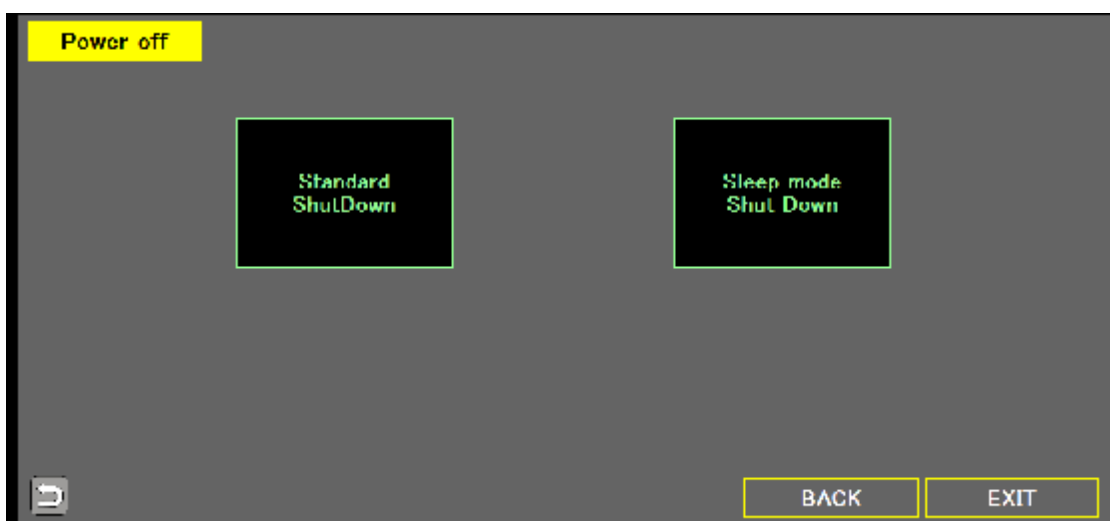 Power off
Standard
ShutDown
Sleep mode
Shut Down
BACK
EXIT